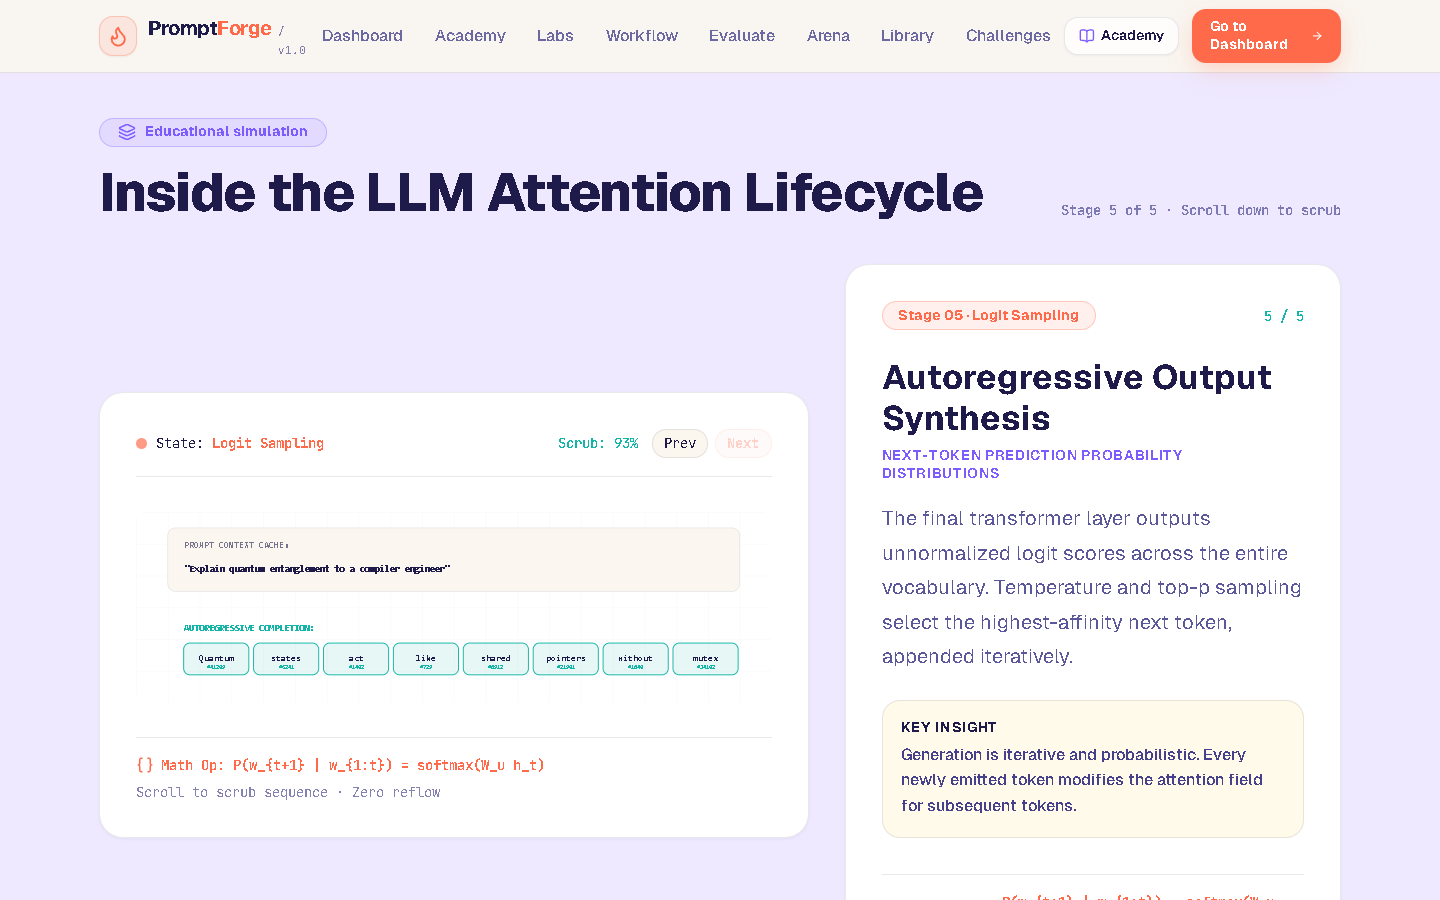 PromptForge / v1.0
Dashboard
Academy
Labs
Workflow
Evaluate
Arena
Library
Challenges
Academy
Go to
Dashboard →
Educational simulation
Inside the LLM Attention Lifecycle
Stage 5 of 5 · Scroll down to scrub
State: Logit Sampling
Scrub: 93%
Prev
Next
PROMPT CONTEXT CACHE:
"Explain quantum entanglement to a compiler engineer"
AUTOREGRESSIVE COMPLETION:
Quantum
states
act
like
shared
pointers
without
mutex
{} Math Op: P(w_{t+1} | w_{1:t}) = softmax(W_u h_t)
Scroll to scrub sequence · Zero reflow
Stage 05 · Logit Sampling
5 / 5
Autoregressive Output
Synthesis
NEXT-TOKEN PREDICTION PROBABILITY
DISTRIBUTIONS
The final transformer layer outputs
unnormalized logit scores across the entire
vocabulary. Temperature and top-p sampling
select the highest-affinity next token,
appended iteratively.
KEY INSIGHT
Generation is iterative and probabilistic. Every
newly emitted token modifies the attention field
for subsequent tokens.